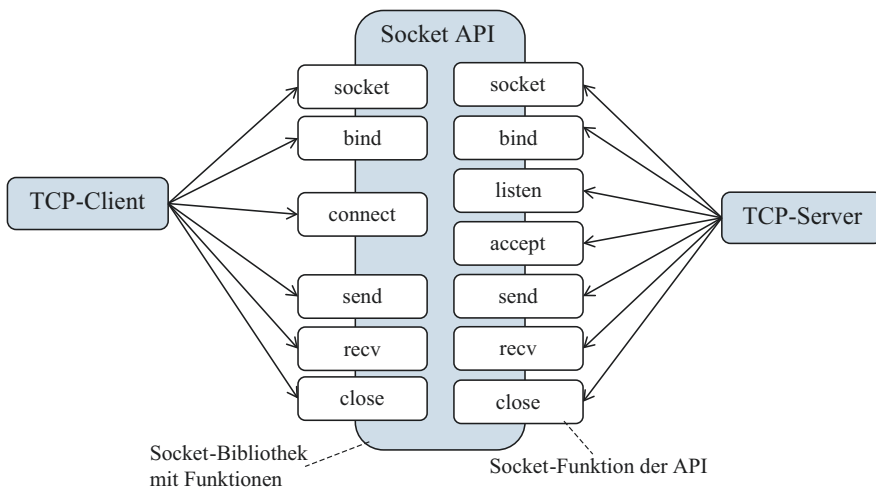 Socket API
socket
socket
bind
bind
TCP-Client
listen
TCP-Server
connect
accept
send
send
recv
recv
close
close
Socket-Bibliothek
mit Funktionen
Socket-Funktion der API